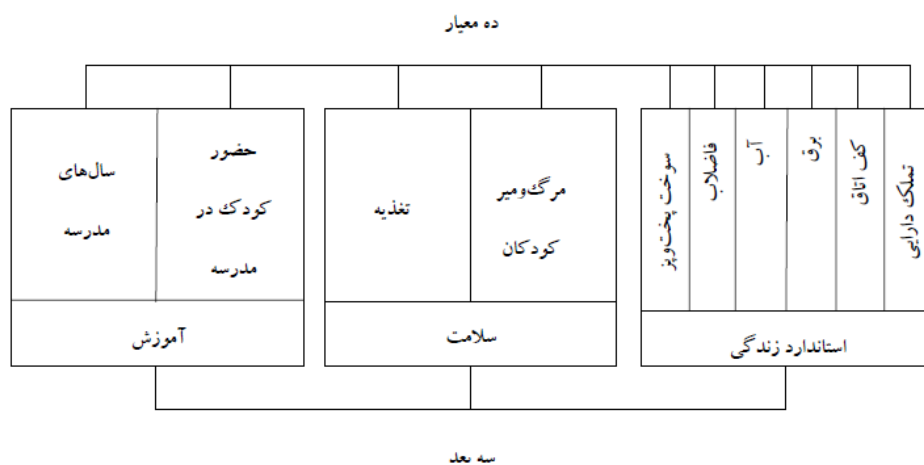 ده معیار
تملک دارایی
کف اتاق
برق
آب
فاضلاب
سوخت پخت‌وپز
استاندارد زندگی
مرگ‌ومیر
کودکان
تغذیه
سلامت
حضور
کودک در
مدرسه
سال‌های
مدرسه
آموزش
سه بعد